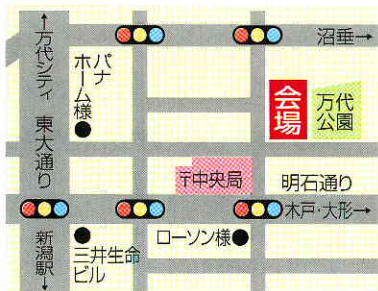 ↑万代シティ 東大通り 新潟駅↓
沼垂→
パナ
ホーム様
会場
万代
公園
〒中央局
明石通り
木戸・大形→
三井生命
ビル
ローソン様